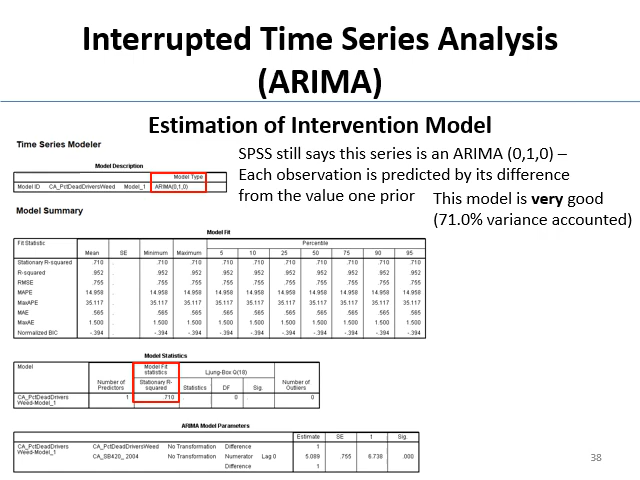 Interrupted Time Series Analysis
(ARIMA)
Estimation of Intervention Model
Time Series Modeler
Model Description
Model Type
Model ID CA_PctDeadDriversWeed Model_1 ARIMA(0,1,0)
SPSS still says this series is an ARIMA (0,1,0) –
Each observation is predicted by its difference
from the value one prior
This model is very good
(71.0% variance accounted)
Model Summary
Model Fit
Fit Statistic Mean SE Minimum Maximum Percentile
5 10 25 50 75 90 95
Stationary R-squared .710 . .710 .710 .710 .710 .710 .710 .710 .710 .710
R-squared .952 . .952 .952 .952 .952 .952 .952 .952 .952 .952
RMSE .755 . .755 .755 .755 .755 .755 .755 .755 .755 .755
MAPE 14.958 . 14.958 14.958 14.958 14.958 14.958 14.958 14.958 14.958 14.958
MaxAPE 35.117 . 35.117 35.117 35.117 35.117 35.117 35.117 35.117 35.117 35.117
MAE .565 . .565 .565 .565 .565 .565 .565 .565 .565 .565
MaxAE 1.500 . 1.500 1.500 1.500 1.500 1.500 1.500 1.500 1.500 1.500
Normalized BIC -.394 . -.394 -.394 -.394 -.394 -.394 -.394 -.394 -.394 -.394
Model Statistics
Model Number of Predictors Model Fit statistics Ljung-Box Q(18) Number of Outliers
Stationary R-squared Statistics DF Sig.
CA_PctDeadDrivers 1 .710 . 0 . 0
Weed-Model_1
ARIMA Model Parameters
Estimate SE t Sig.
CA_PctDeadDrivers CA_PctDeadDriversWeed No Transformation Difference 1
Weed-Model_1 CA_SB420_2004 No Transformation Numerator Lag 0 5.089 .755 6.738 .000
Difference 1
38